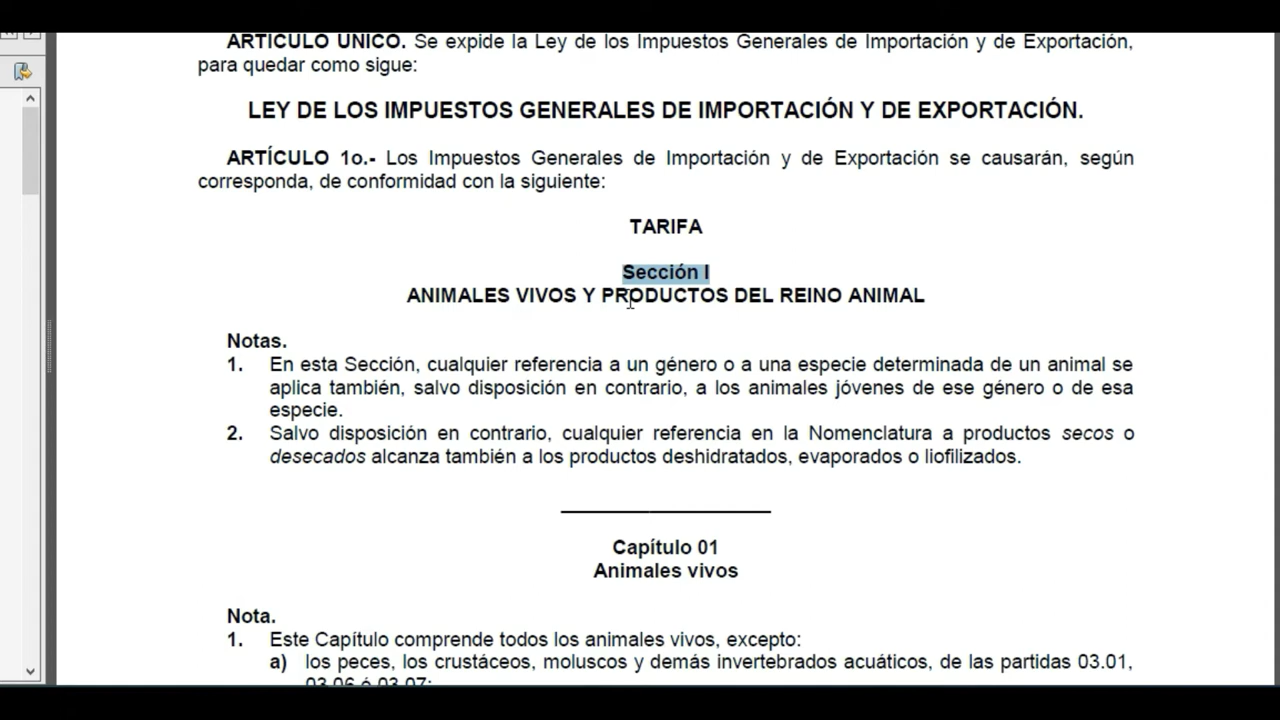 ARTÍCULO ÚNICO. Se expide la Ley de los Impuestos Generales de Importación y de Exportación,
para quedar como sigue:
LEY DE LOS IMPUESTOS GENERALES DE IMPORTACIÓN Y DE EXPORTACIÓN.
ARTÍCULO 1o.- Los Impuestos Generales de Importación y de Exportación se causarán, según
corresponda, de conformidad con la siguiente:
TARIFA
Sección I
ANIMALES VIVOS Y PRODUCTOS DEL REINO ANIMAL
Notas.
1. En esta Sección, cualquier referencia a un género o a una especie determinada de un animal se
aplica también, salvo disposición en contrario, a los animales jóvenes de ese género o de esa
especie.
2. Salvo disposición en contrario, cualquier referencia en la Nomenclatura a productos secos o
desecados alcanza también a los productos deshidratados, evaporados o liofilizados.
Capítulo 01
Animales vivos
Nota.
1. Este Capítulo comprende todos los animales vivos, excepto:
a) los peces, los crustáceos, moluscos y demás invertebrados acuáticos, de las partidas 03.01,
03.06 ó 03.07;